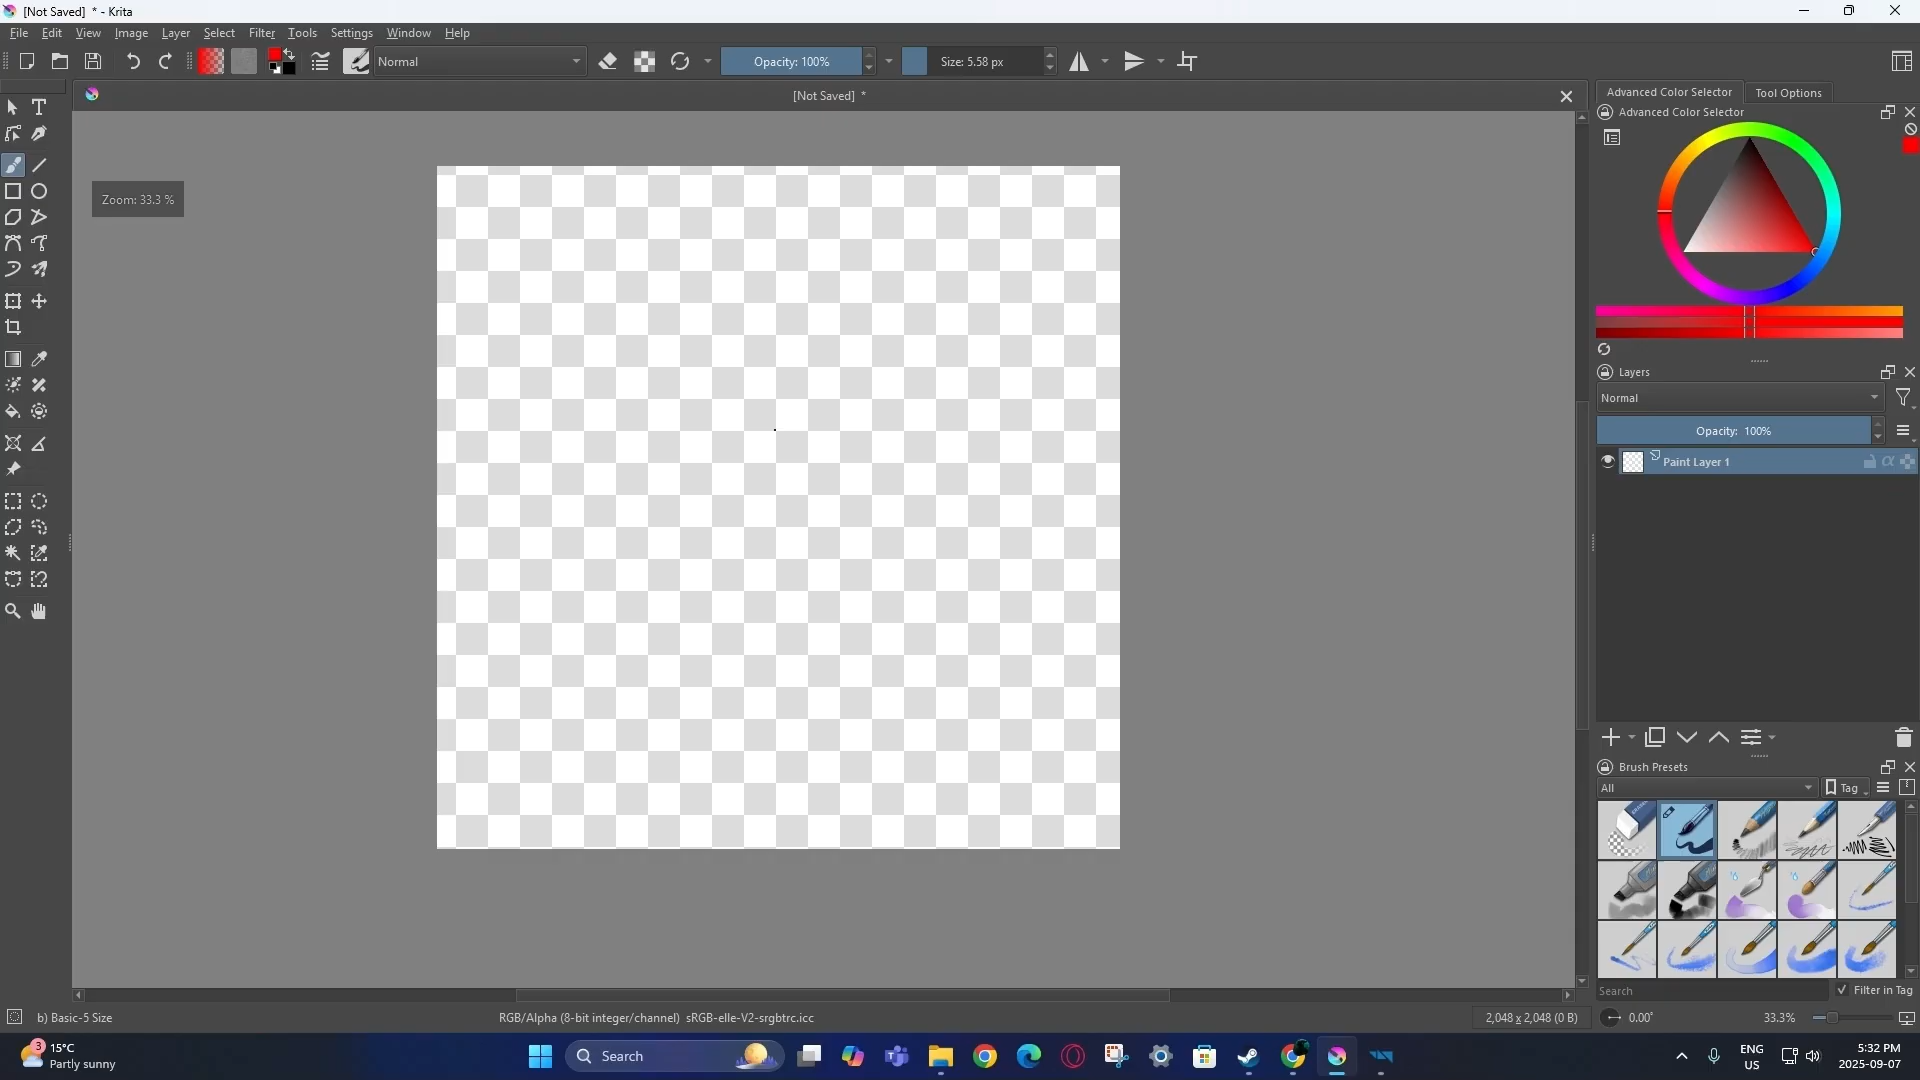 [Not Saved] * - Krita
File Edit View Image Layer Select Filter Tools Settings Window Help
Normal
Opacity: 100%
Size: 5.58 px
[Not Saved] *
Zoom: 33.3 %
Advanced Color Selector
Tool Options
Advanced Color Selector
Layers
Normal
Opacity: 100%
Paint Layer 1
Brush Presets
All
Tag
Search
Filter in Tag
b) Basic-5 Size
RGB/Alpha (8-bit integer/channel) sRGB-elle-V2-srgbtrc.icc
2,048 x 2,048 (0 B)
0.00°
33.3%
3
15°C
Partly sunny
Search
ENG
US
5:32 PM
2025-09-07